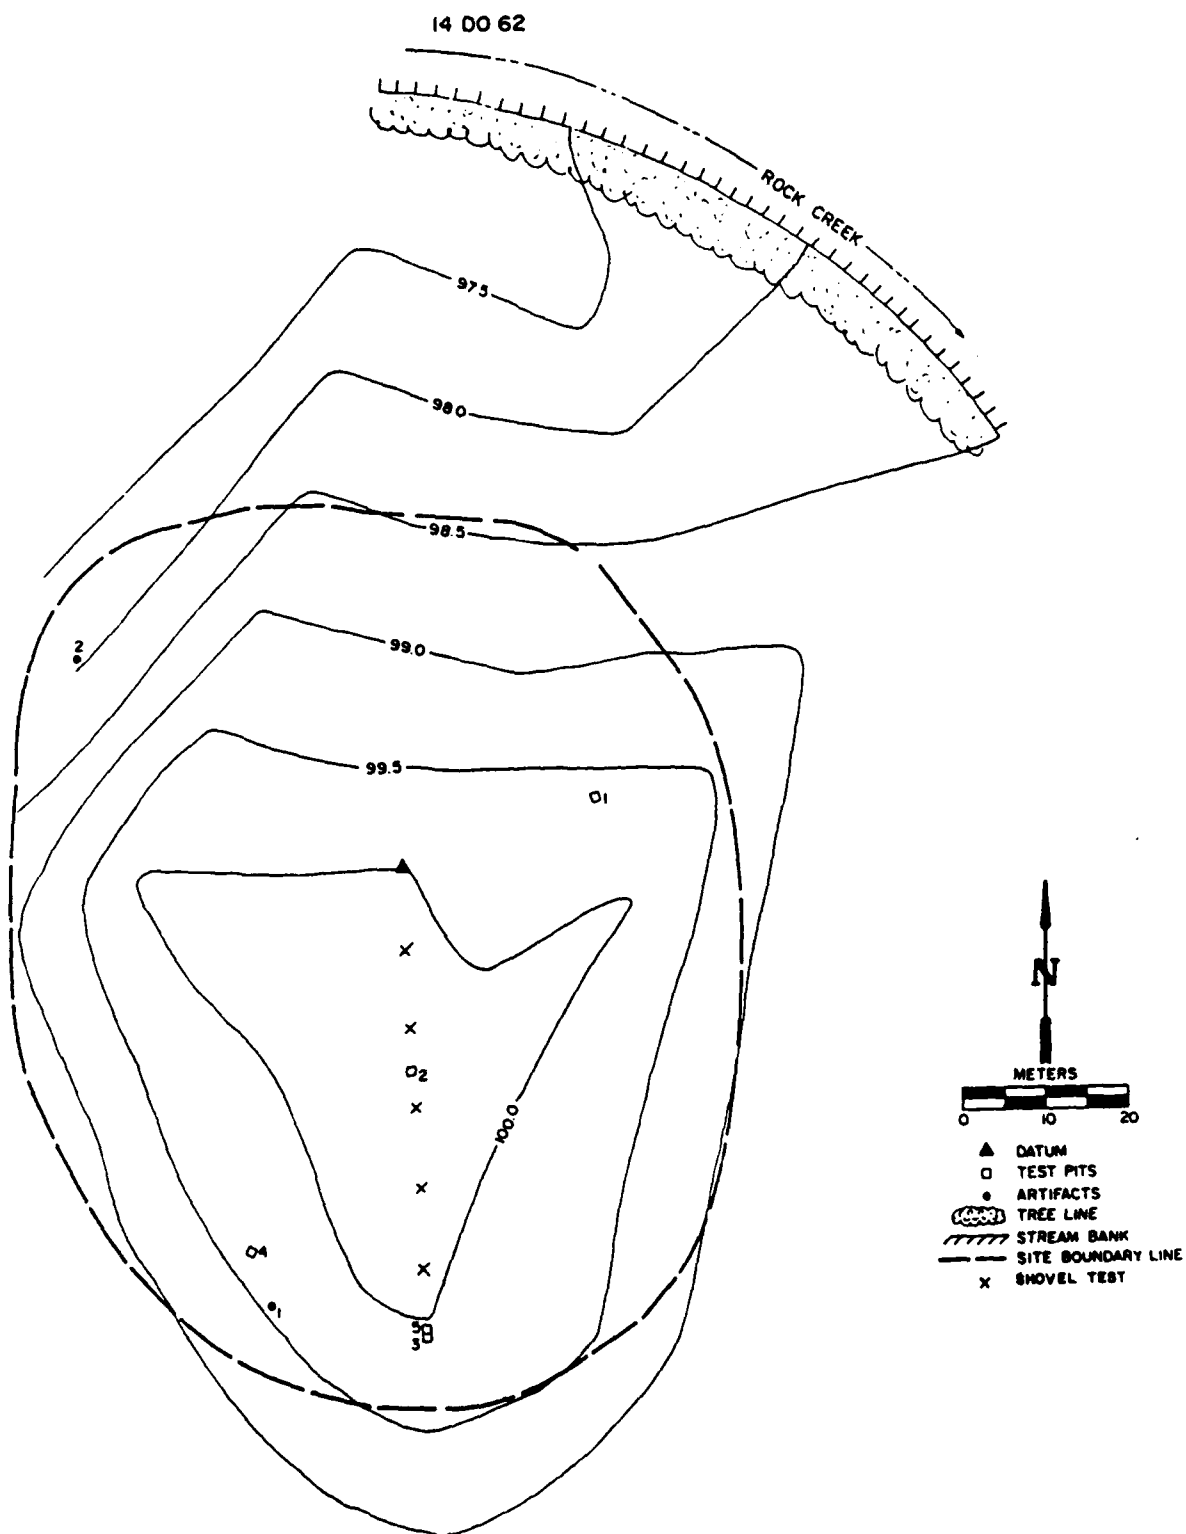 14 DO 62
ROCK CREEK
97.5
98.0
98.5
2
99.0
99.5
1
N
2
METERS
0 10 20
100.0
DATUM
TEST PITS
ARTIFACTS
TREE LINE
STREAM BANK
SITE BOUNDARY LINE
X SHOVEL TEST
4
1
5
3